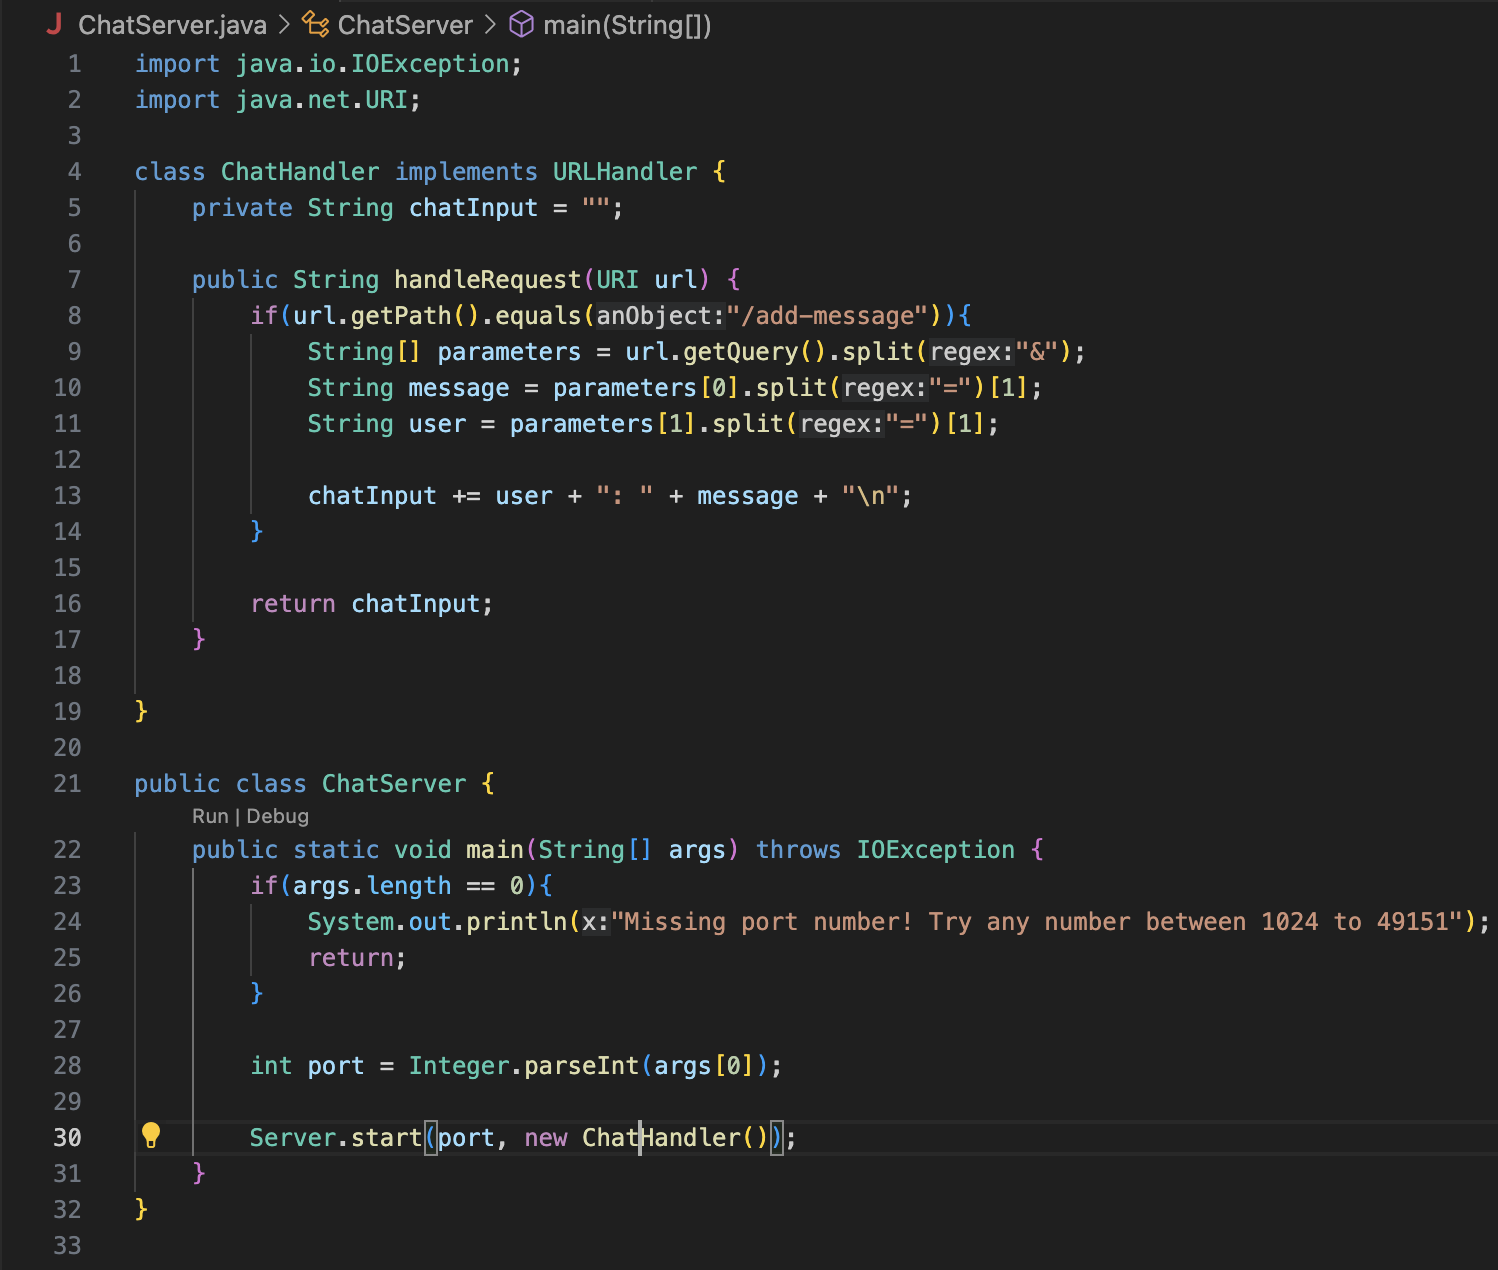 J ChatServer.java > ChatServer > main(String[])
1 import java.io.IOException;
2 import java.net.URI;
3
4 class ChatHandler implements URLHandler {
5     private String chatInput = "";
6
7     public String handleRequest(URI url) {
8         if(url.getPath().equals(anObject:"/add-message")){
9             String[] parameters = url.getQuery().split(regex:"&");
10             String message = parameters[0].split(regex:"=")[1];
11             String user = parameters[1].split(regex:"=")[1];
12
13             chatInput += user + ": " + message + "\n";
14         }
15
16         return chatInput;
17     }
18
19 }
20
21 public class ChatServer {
Run | Debug
22     public static void main(String[] args) throws IOException {
23         if(args.length == 0){
24             System.out.println(x:"Missing port number! Try any number between 1024 to 49151");
25             return;
26         }
27
28         int port = Integer.parseInt(args[0]);
29
30         Server.start(port, new ChatHandler());
31     }
32 }
33